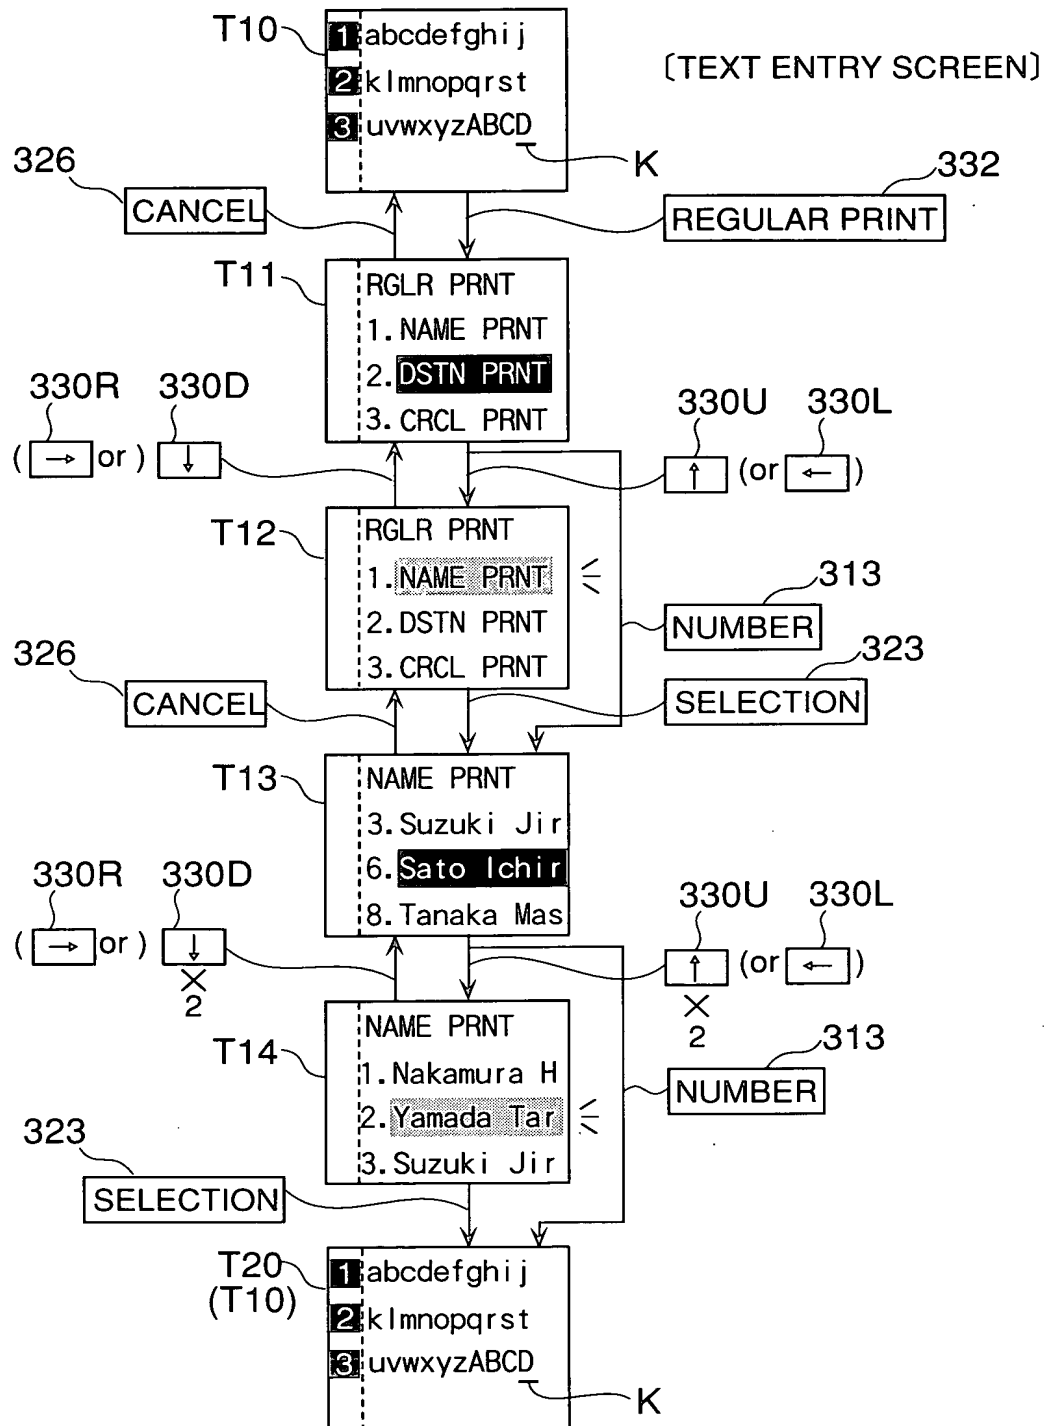 T10
1 abcdefghij
〔TEXT ENTRY SCREEN〕
2 klmnopqrst
3 uvwxyzABCD
K
326
CANCEL
332
REGULAR PRINT
T11
RGLR PRNT
1. NAME PRNT
2. DSTN PRNT
3. CRCL PRNT
330R 330D
( → or ) ↓
330U 330L
↑ (or ← )
T12
RGLR PRNT
1. NAME PRNT
2. DSTN PRNT
3. CRCL PRNT
313
NUMBER
326
CANCEL
323
SELECTION
T13
NAME PRNT
3. Suzuki Jir
6. Sato Ichir
8. Tanaka Mas
330R 330D
( → or ) ↓
×
2
330U 330L
↑ (or ← )
×
2
T14
NAME PRNT
1. Nakamura H
2. Yamada Tar
3. Suzuki Jir
313
NUMBER
323
SELECTION
T20
(T10)
1 abcdefghij
2 klmnopqrst
3 uvwxyzABCD
K